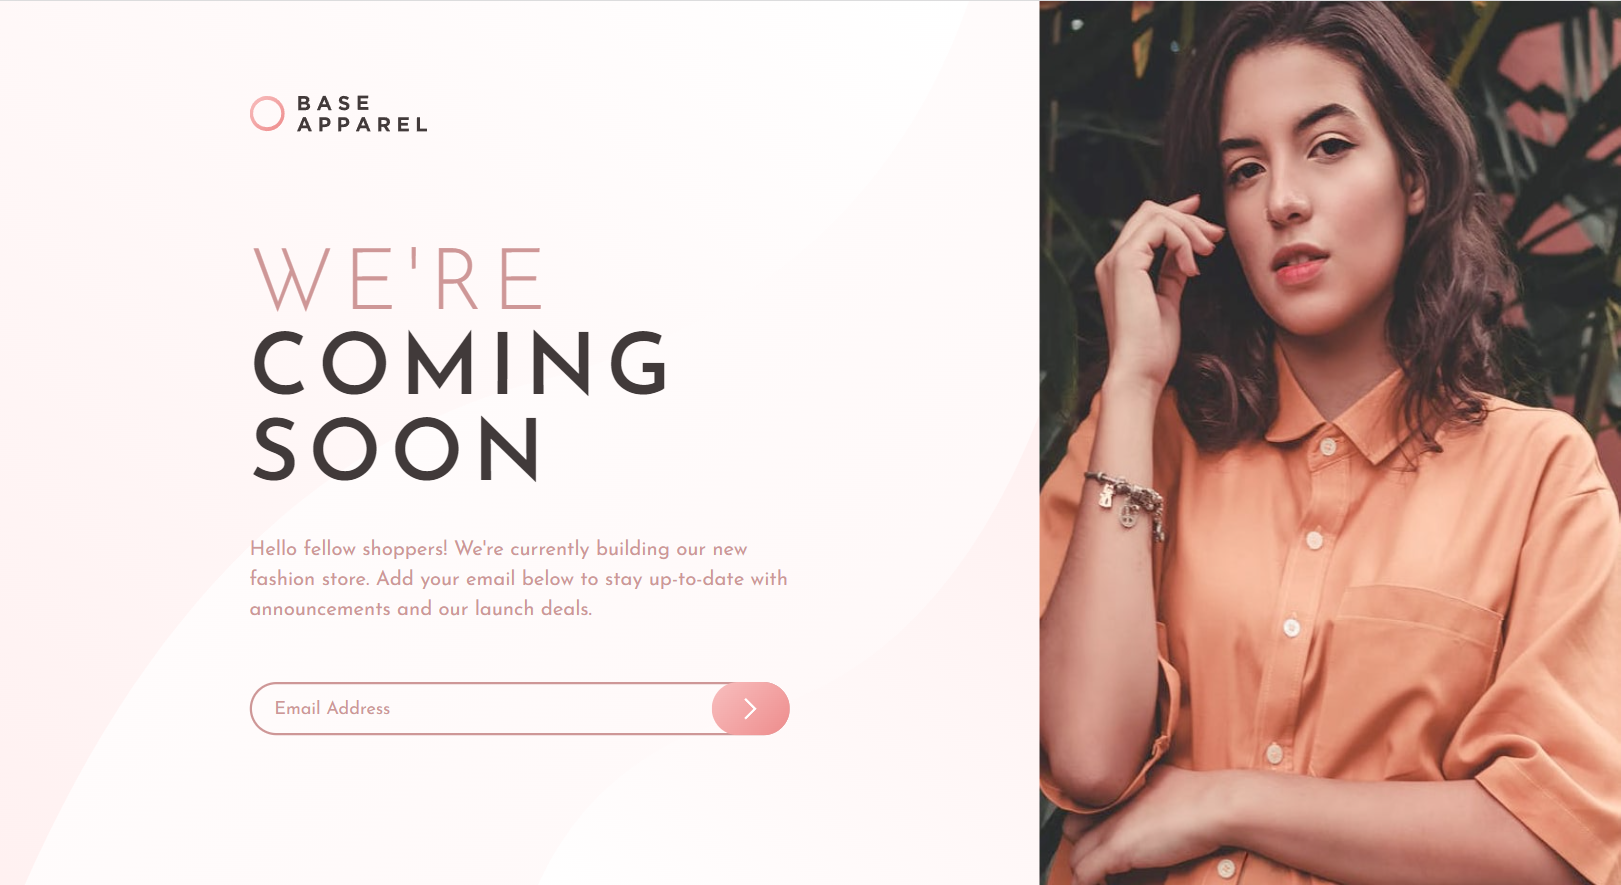 BASE
APPAREL
WE'RE
COMING
SOON
Hello fellow shoppers! We're currently building our new
fashion store. Add your email below to stay up-to-date with
announcements and our launch deals.
Email Address